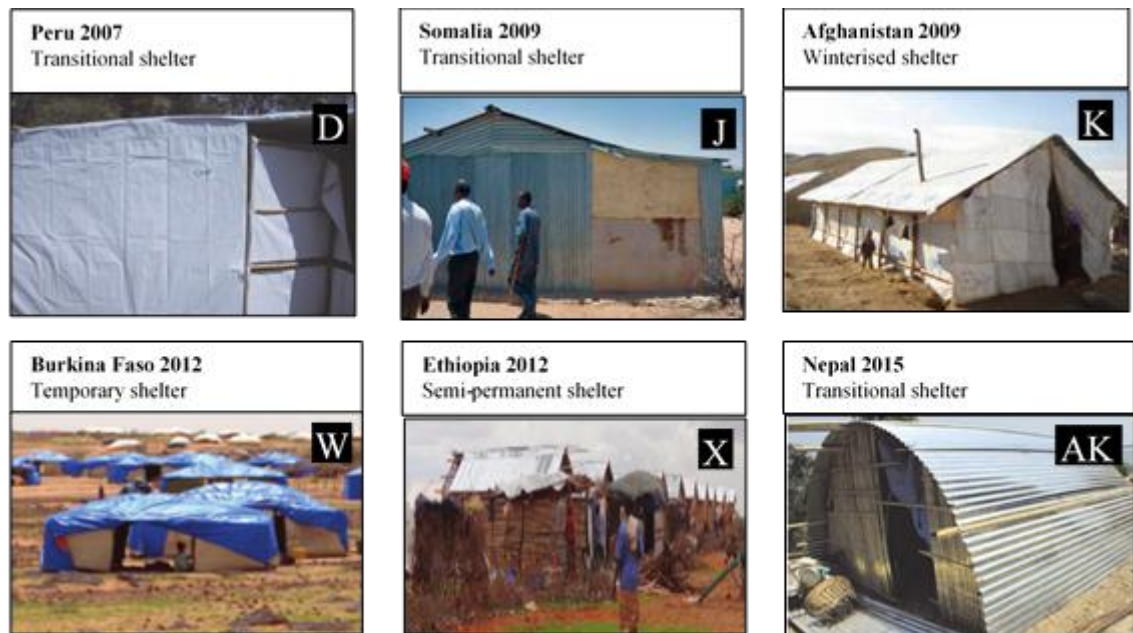 Peru 2007
Transitional shelter
D
Somalia 2009
Transitional shelter
J
Afghanistan 2009
Winterised shelter
K
Burkina Faso 2012
Temporary shelter
W
Ethiopia 2012
Semi-permanent shelter
X
Nepal 2015
Transitional shelter
AK